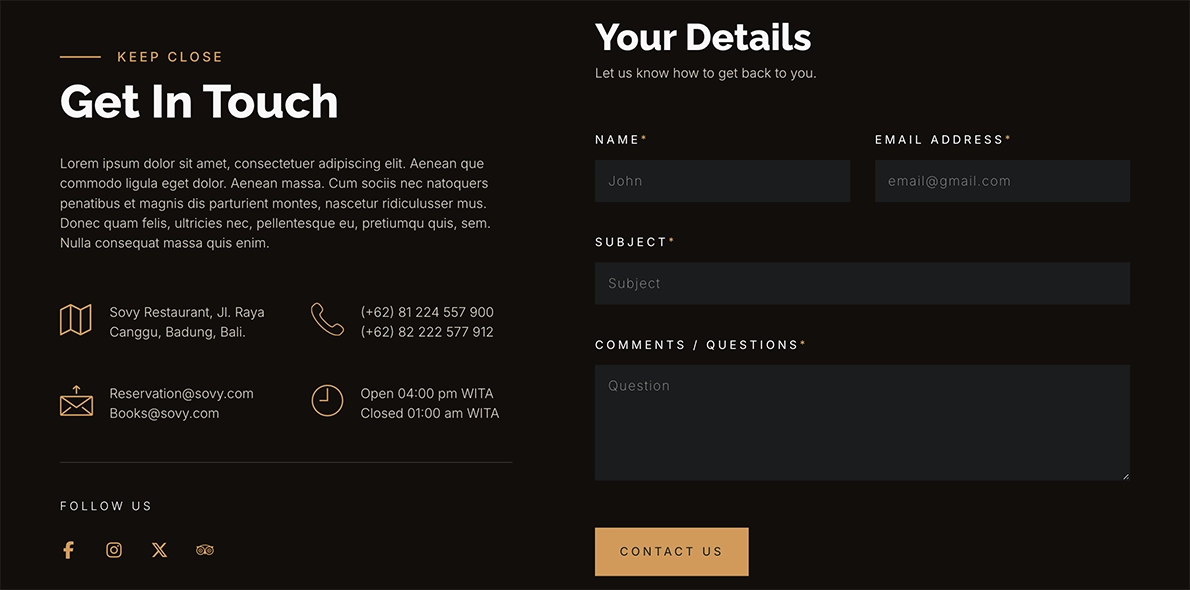 KEEP CLOSE
Get In Touch
Lorem ipsum dolor sit amet, consectetuer adipiscing elit. Aenean que
commodo ligula eget dolor. Aenean massa. Cum sociis nec natoquers
penatibus et magnis dis parturient montes, nascetur ridiculusser mus.
Donec quam felis, ultricies nec, pellentesque eu, pretiumqu quis, sem.
Nulla consequat massa quis enim.
Sovy Restaurant, Jl. Raya
Canggu, Badung, Bali.
(+62) 81 224 557 900
(+62) 82 222 577 912
Reservation@sovy.com
Books@sovy.com
Open 04:00 pm WITA
Closed 01:00 am WITA
FOLLOW US
Your Details
Let us know how to get back to you.
NAME*
John
EMAIL ADDRESS*
email@gmail.com
SUBJECT*
Subject
COMMENTS / QUESTIONS*
Question
CONTACT US